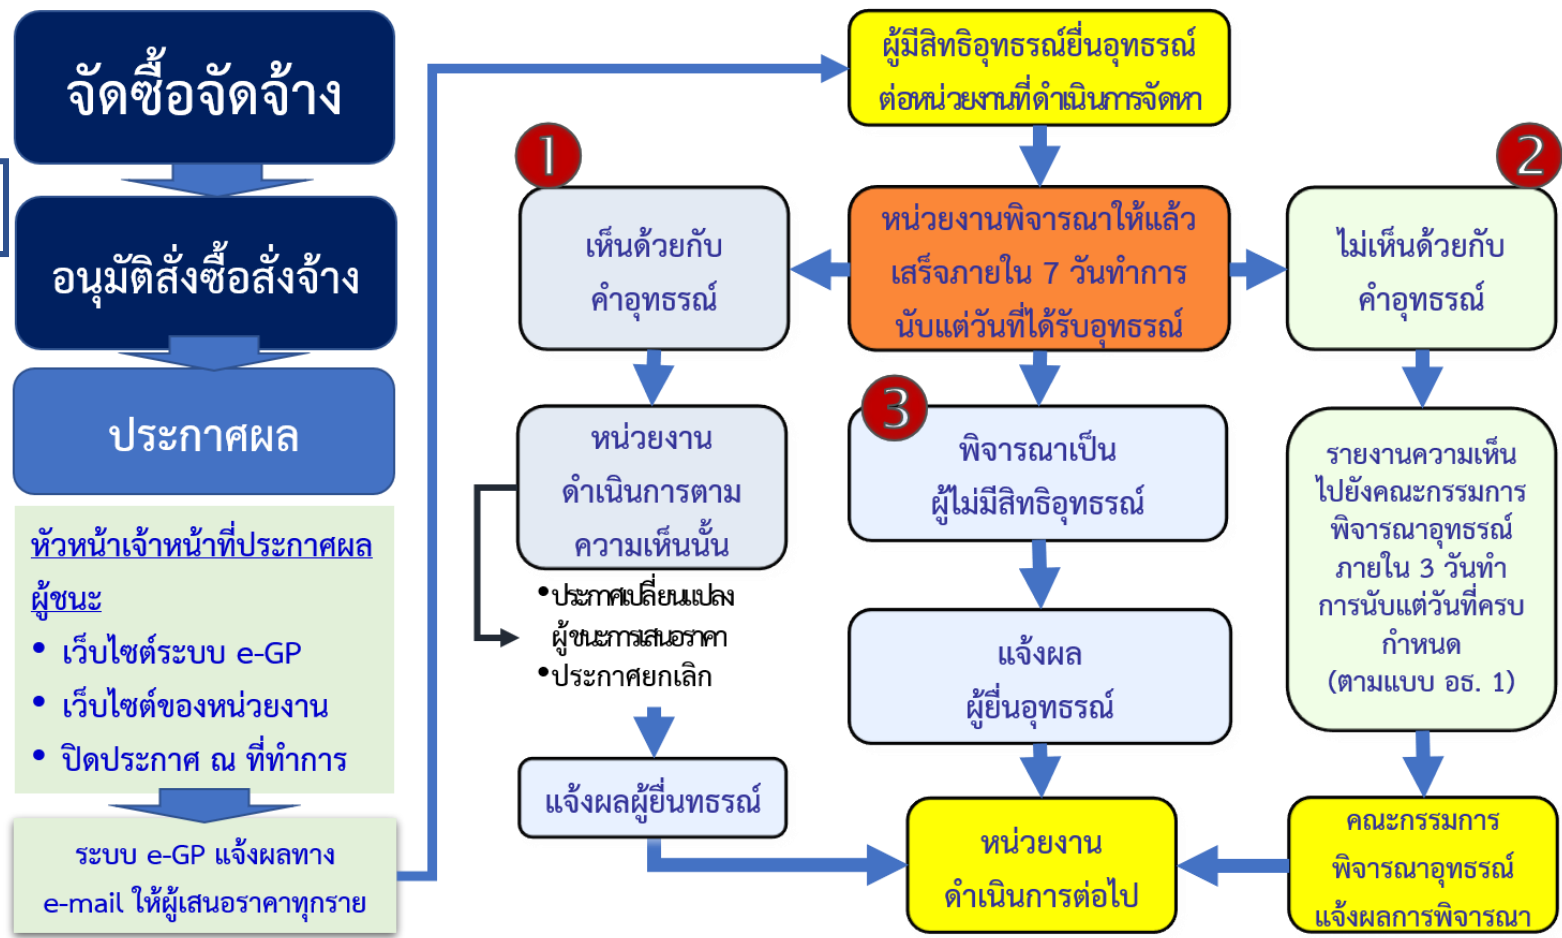 จัดซื้อจัดจ้าง
อนุมัติสั่งซื้อสั่งจ้าง
ประกาศผล
หัวหน้าเจ้าหน้าที่ประกาศผล
ผู้ชนะ
• เว็บไซต์ระบบ e-GP
• เว็บไซต์ของหน่วยงาน
• ปิดประกาศ ณ ที่ทำการ
ระบบ e-GP แจ้งผลทาง
e-mail ให้ผู้เสนอราคาทุกราย
ผู้มีสิทธิอุทธรณ์ยื่นอุทธรณ์
ต่อหน่วยงานที่ดำเนินการจัดหา
หน่วยงานพิจารณาให้แล้ว
เสร็จภายใน 7 วันทำการ
นับแต่วันที่ได้รับอุทธรณ์
1
เห็นด้วยกับ
คำอุทธรณ์
หน่วยงาน
ดำเนินการตาม
ความเห็นนั้น
•ประกาศเปลี่ยนแปลง
ผู้ชนะการเสนอราคา
•ประกาศยกเลิก
แจ้งผลผู้ยื่นทธรณ์
2
ไม่เห็นด้วยกับ
คำอุทธรณ์
รายงานความเห็น
ไปยังคณะกรรมการ
พิจารณาอุทธรณ์
ภายใน 3 วันทำ
การนับแต่วันที่ครบ
กำหนด
(ตามแบบ อธ. 1)
คณะกรรมการ
พิจารณาอุทธรณ์
แจ้งผลการพิจารณา
3
พิจารณาเป็น
ผู้ไม่มีสิทธิอุทธรณ์
แจ้งผล
ผู้ยื่นอุทธรณ์
หน่วยงาน
ดำเนินการต่อไป